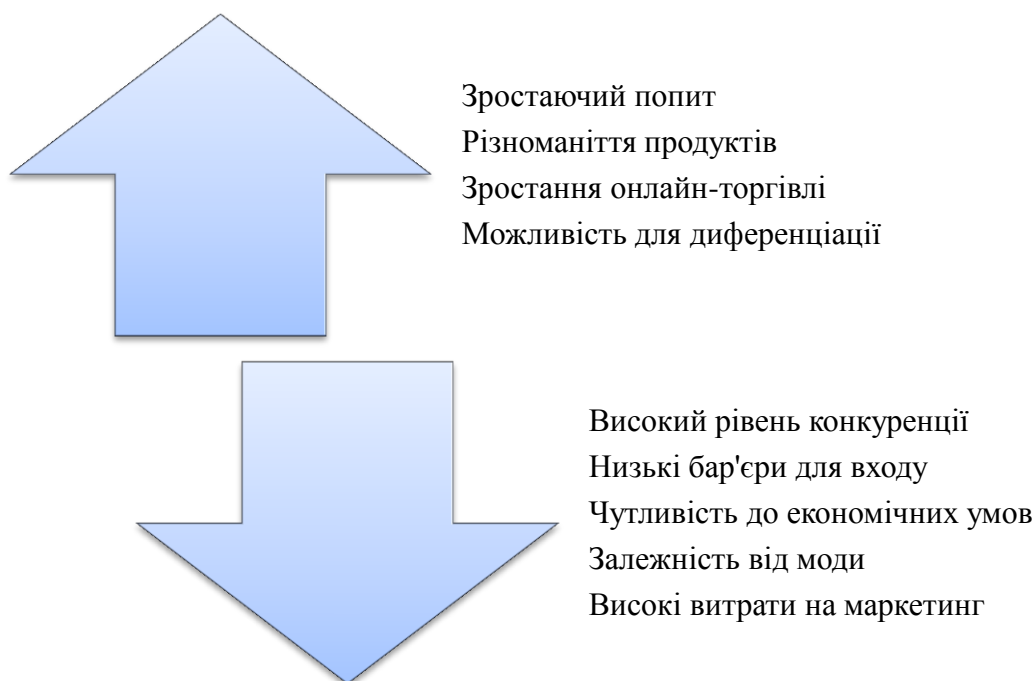 Зростаючий попит
Різноманіття продуктів
Зростання онлайн-торгівлі
Можливість для диференціації
Високий рівень конкуренції
Низькі бар'єри для входу
Чутливість до економічних умов
Залежність від моди
Високі витрати на маркетинг